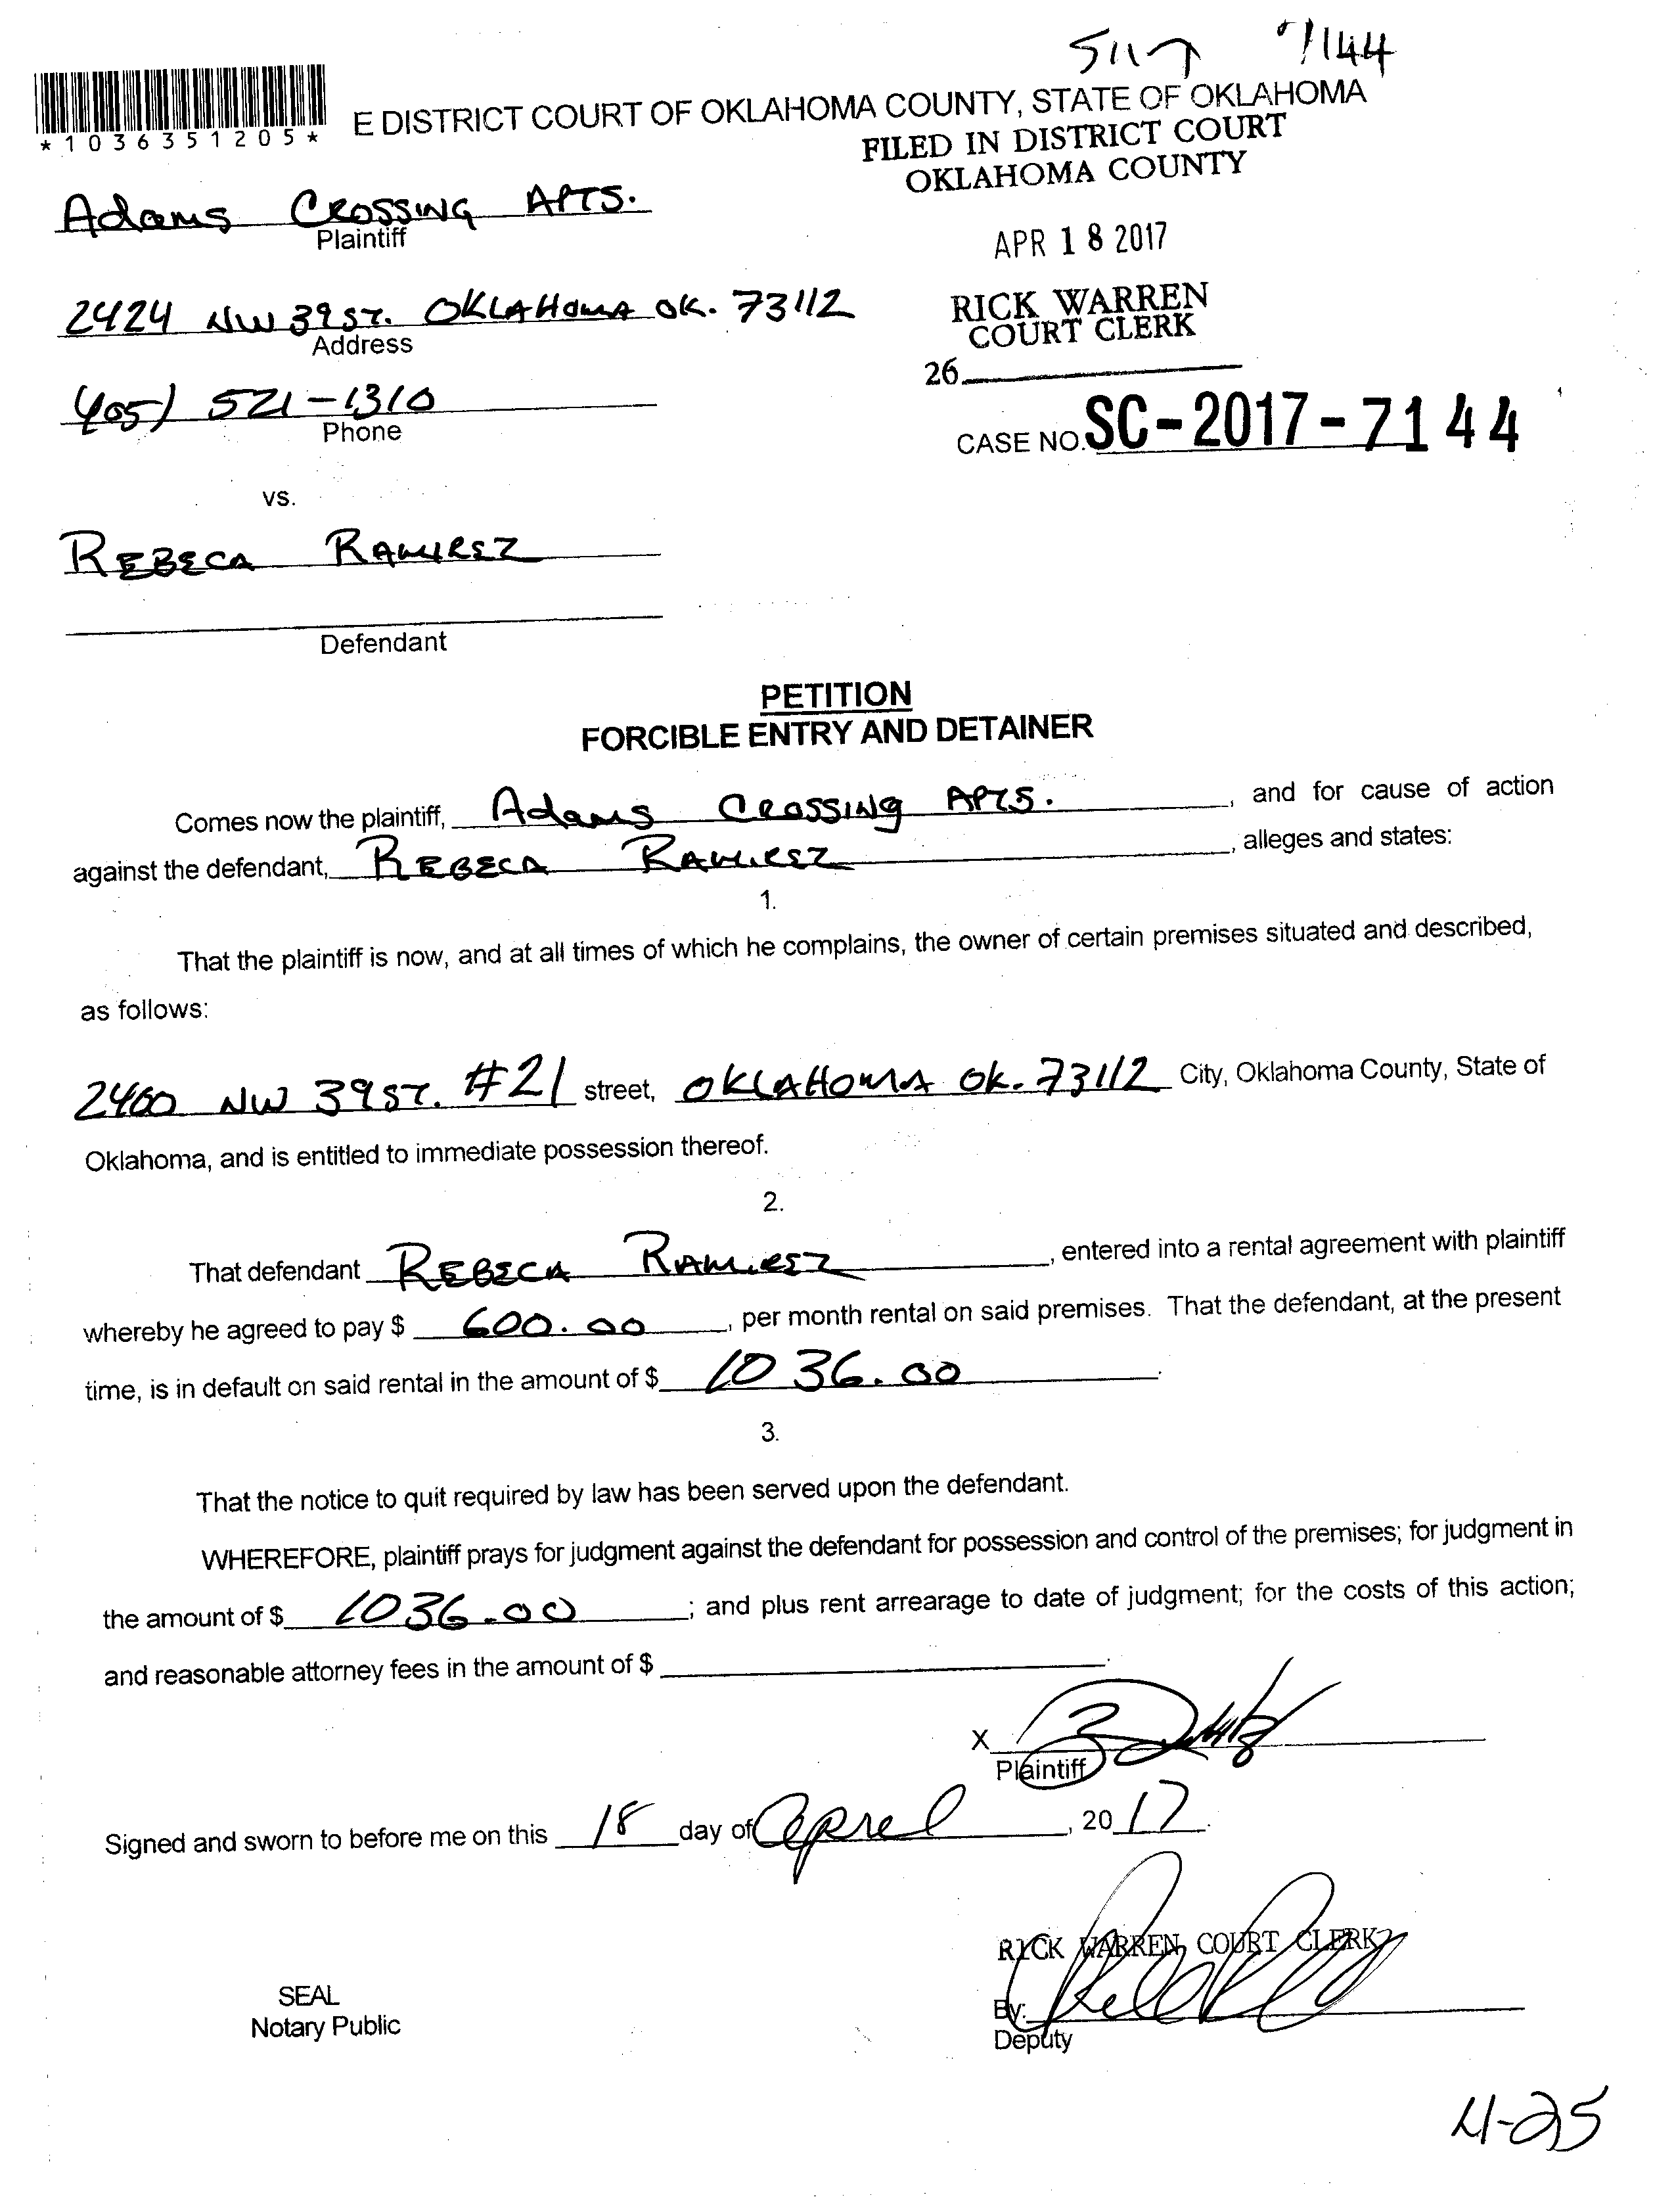 7144
*1036351205*
E DISTRICT COURT OF OKLAHOMA COUNTY, STATE OF OKLAHOMA
FILED IN DISTRICT COURT
OKLAHOMA COUNTY
Adams CROSSING APTS.
Plaintiff
APR 18 2017
2424 NW 39 ST. OKLAHOMA OK. 73112
Address
RICK WARREN
COURT CLERK
26
405) 521-1310
Phone
CASE NO. SC-2017-7144
vs.
REBECA RAMIREZ
Defendant
PETITION
FORCIBLE ENTRY AND DETAINER
Comes now the plaintiff, Adams CROSSING APTS. , and for cause of action
against the defendant, REBECA RAMIREZ , alleges and states:
1.
That the plaintiff is now, and at all times of which he complains, the owner of certain premises situated and described,
as follows:
2460 NW 39 ST. #21 street, OKLAHOMA OK. 73112 City, Oklahoma County, State of
Oklahoma, and is entitled to immediate possession thereof.
2.
That defendant REBECA RAMIREZ , entered into a rental agreement with plaintiff
whereby he agreed to pay $ 600.00 , per month rental on said premises. That the defendant, at the present
time, is in default on said rental in the amount of $ 1036.00 .
3.
That the notice to quit required by law has been served upon the defendant.
WHEREFORE, plaintiff prays for judgment against the defendant for possession and control of the premises; for judgment in
the amount of $ 1036.00 ; and plus rent arrearage to date of judgment; for the costs of this action;
and reasonable attorney fees in the amount of $ .
X
Plaintiff
Signed and sworn to before me on this 18 day of April , 20 17.
RICK WARREN, COURT CLERK
SEAL
By:
Notary Public
Deputy
4-25